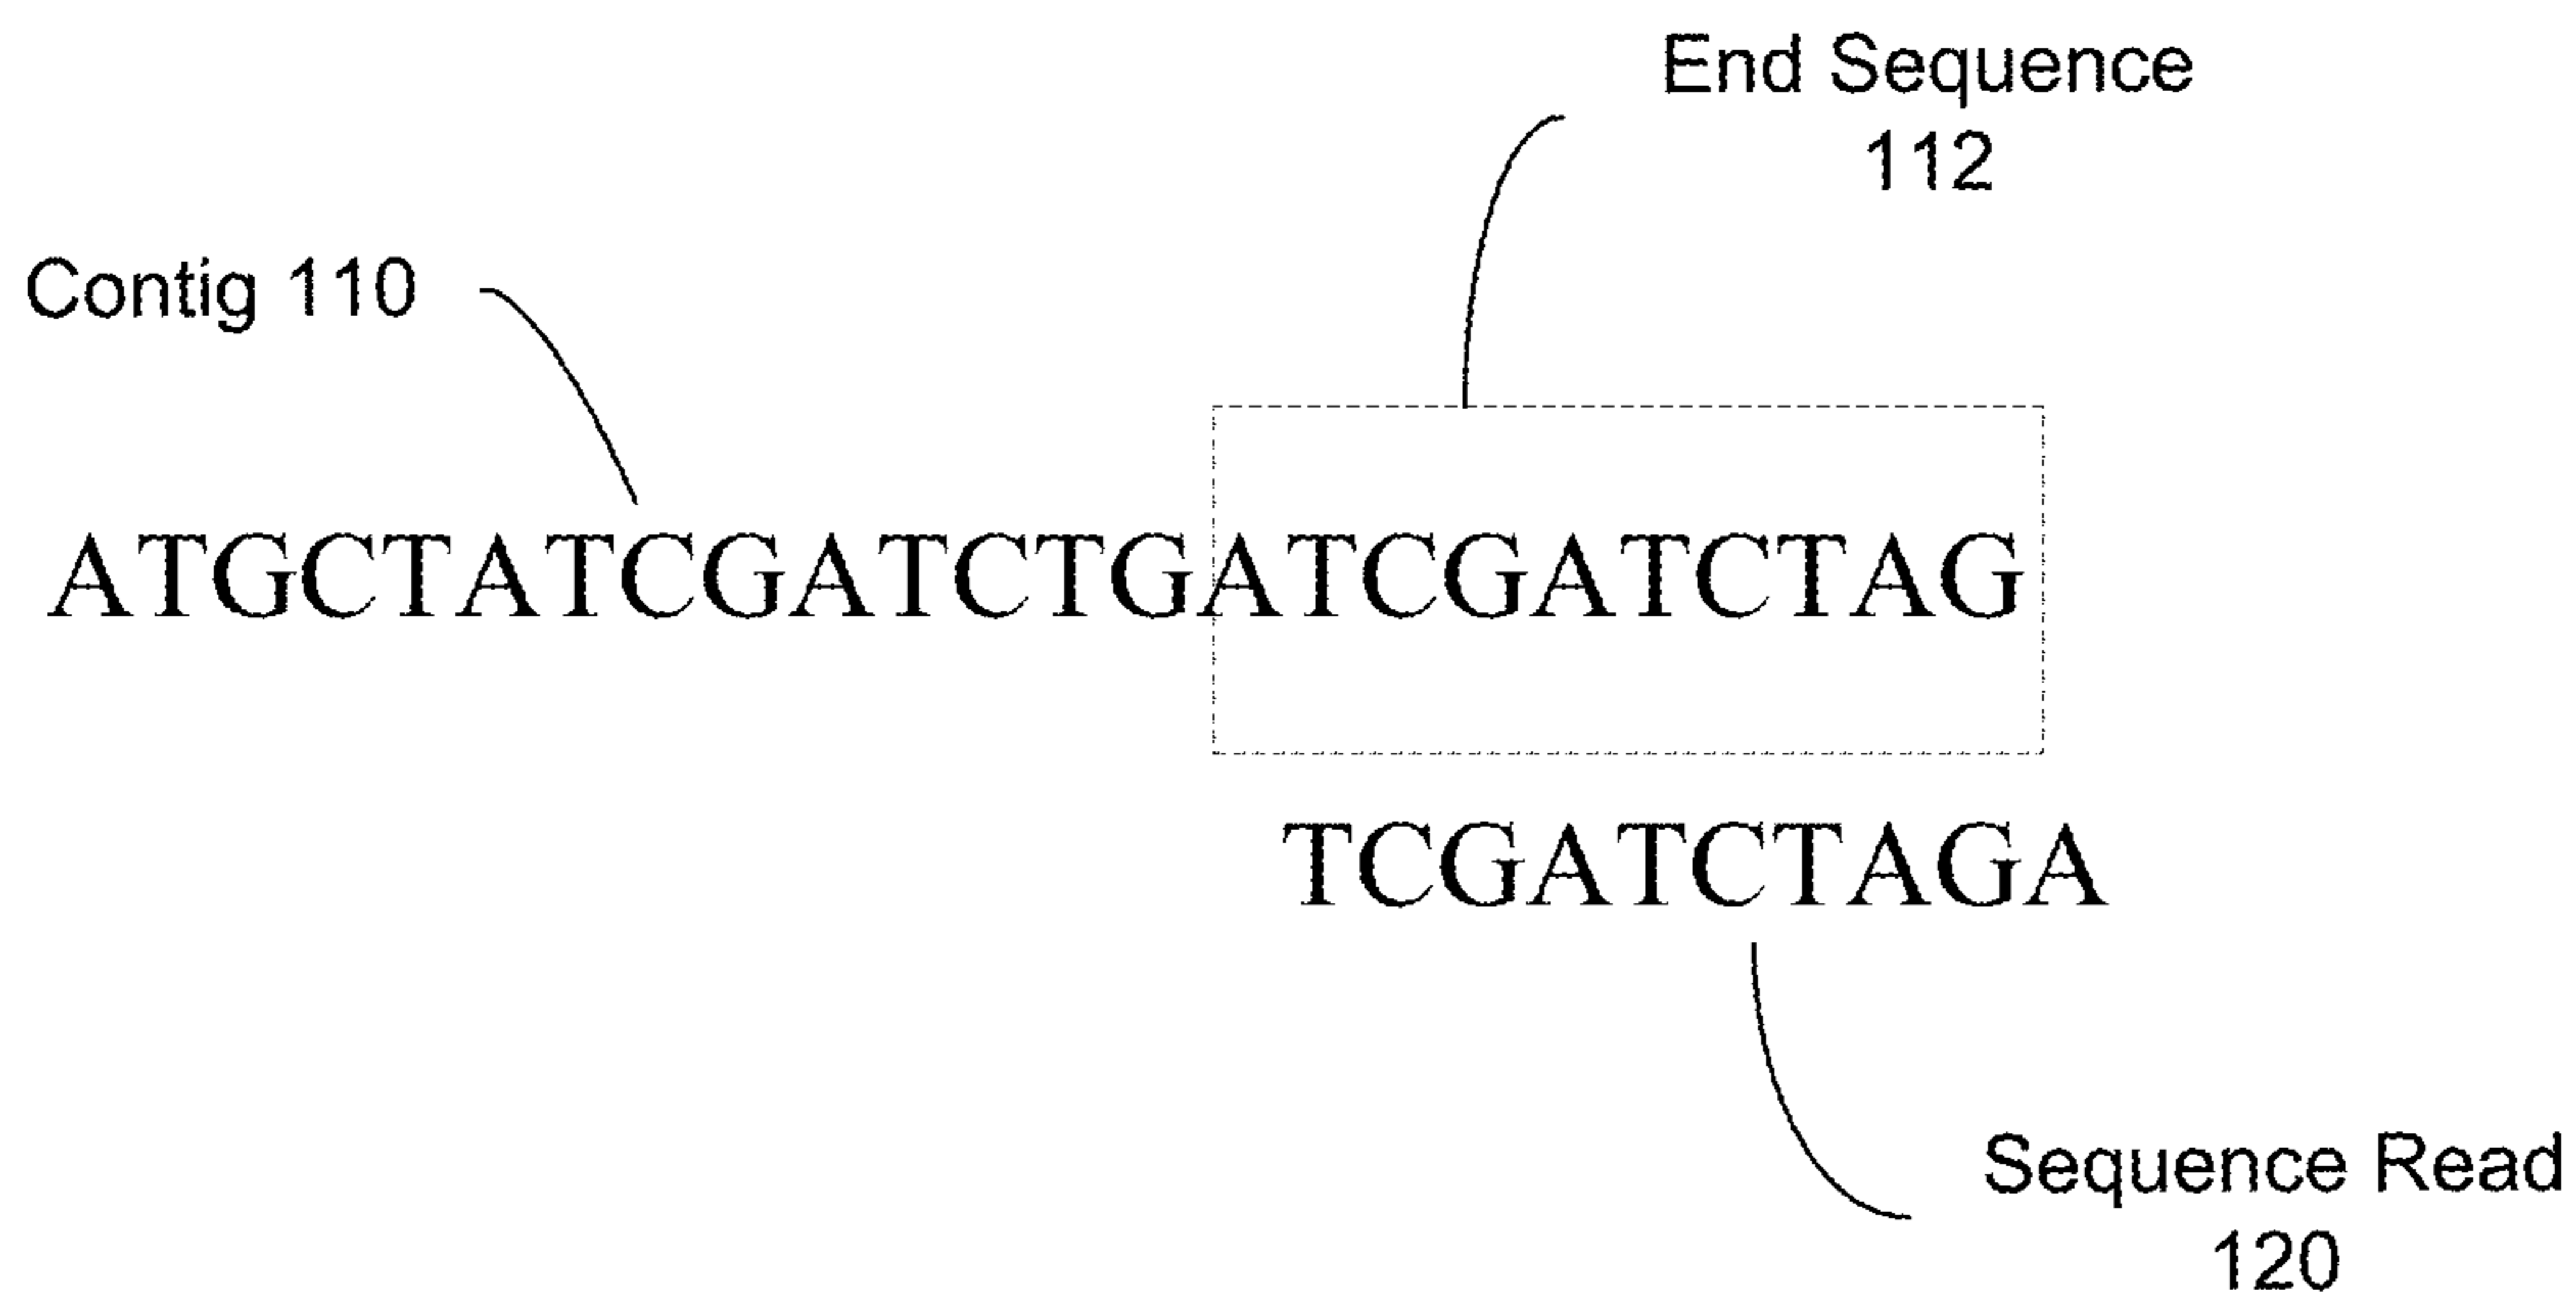 End Sequence
112
Contig 110
ATGCTATCGATCTGATCGATCTAG
TCGATCTAGA
Sequence Read
120